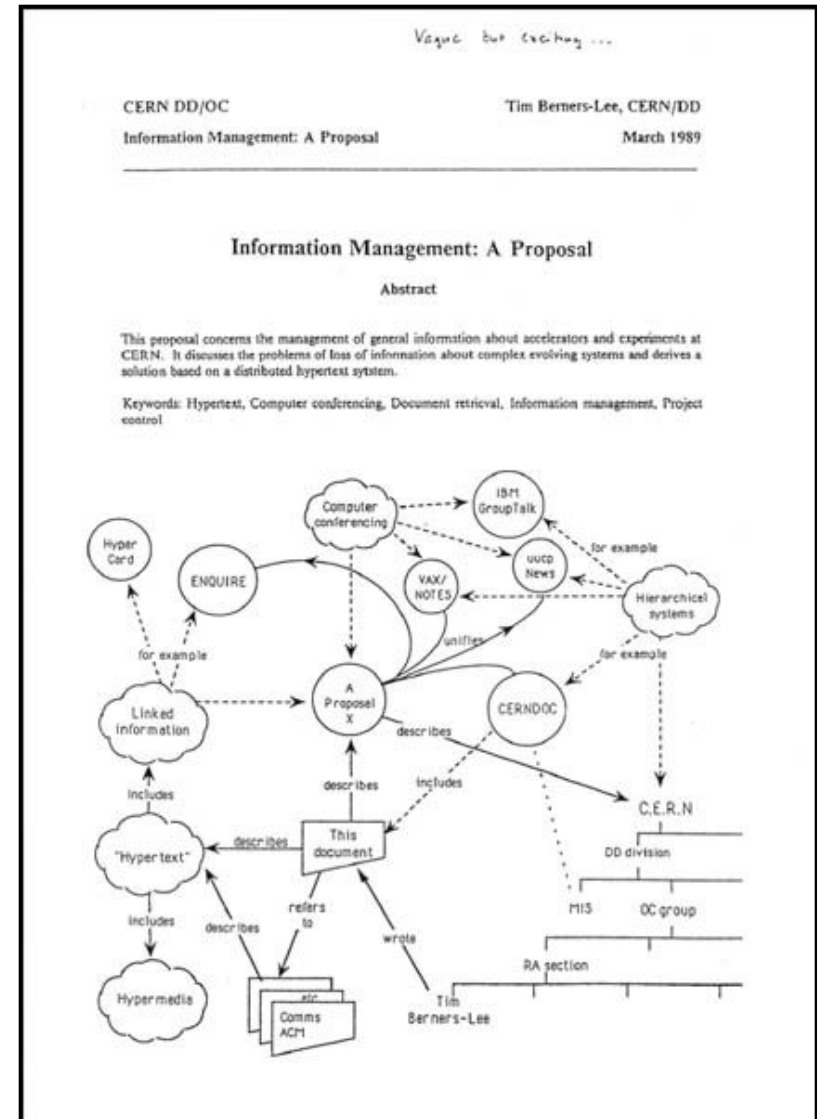 Vague but exciting ...
CERN DD/OC
Tim Berners-Lee, CERN/DD
Information Management: A Proposal
March 1989
Information Management: A Proposal
Abstract
This proposal concerns the management of general information about accelerators and experiments at
CERN. It discusses the problems of loss of information about complex evolving systems and derives a
solution based on a distributed hypertext sytstem.
Keywords: Hypertext, Computer conferencing, Document retrieval, Information management, Project
control
IBM
GroupTalk
Computer
conferencing
Hyper
Card
ENQUIRE
VAX/
NOTES
uucp
News
for example
Hierarchical
systems
unifies
for example
for example
Linked
information
A
Proposal
X
CERNDOC
describes
includes
describes
includes
C.E.R.N
This
document
describes
"Hypertext"
DD division
MIS
OC group
includes
describes
refers
to
wrote
RA section
Hypermedia
etc
Comms
ACM
Tim
Berners-Lee